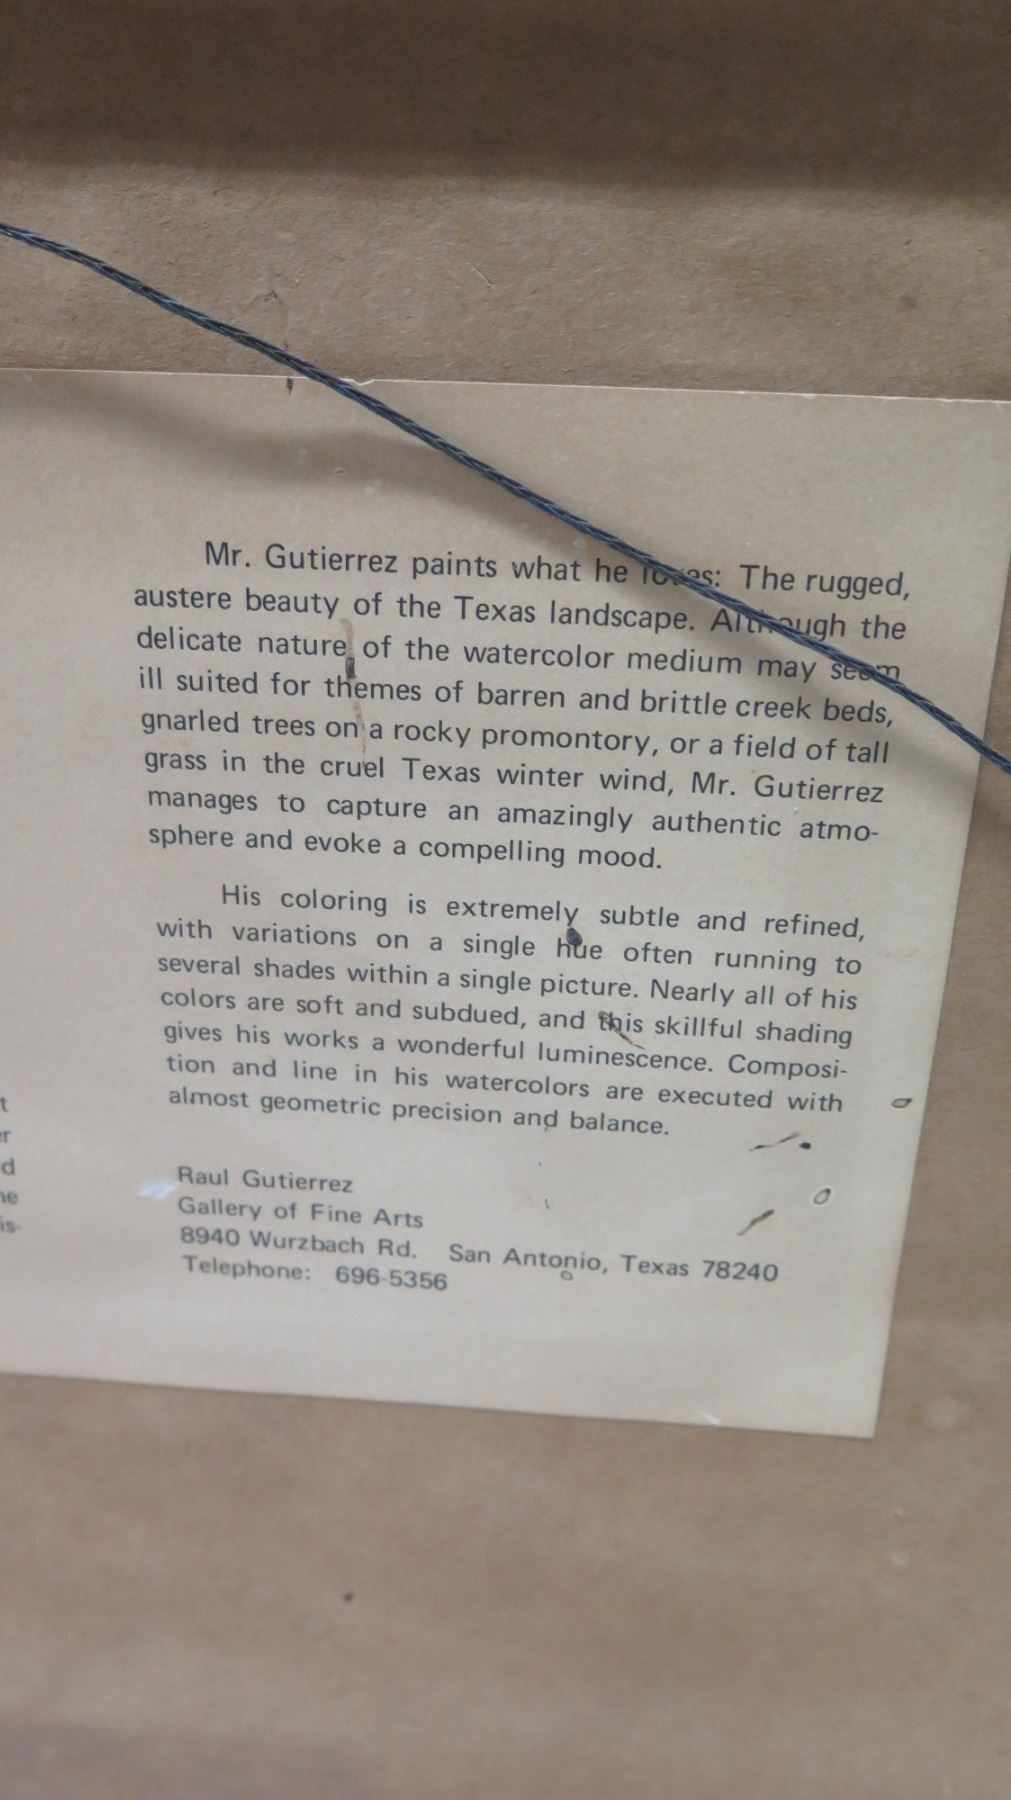 Mr. Gutierrez paints what he loves: The rugged,
austere beauty of the Texas landscape. Although the
delicate nature of the watercolor medium may seem
ill suited for themes of barren and brittle creek beds,
gnarled trees on a rocky promontory, or a field of tall
grass in the cruel Texas winter wind, Mr. Gutierrez
manages to capture an amazingly authentic atmo-
sphere and evoke a compelling mood.
His coloring is extremely subtle and refined,
with variations on a single hue often running to
several shades within a single picture. Nearly all of his
colors are soft and subdued, and this skillful shading
gives his works a wonderful luminescence. Composi-
tion and line in his watercolors are executed with
almost geometric precision and balance.
Raul Gutierrez
Gallery of Fine Arts
8940 Wurzbach Rd. San Antonio, Texas 78240
Telephone: 696-5356